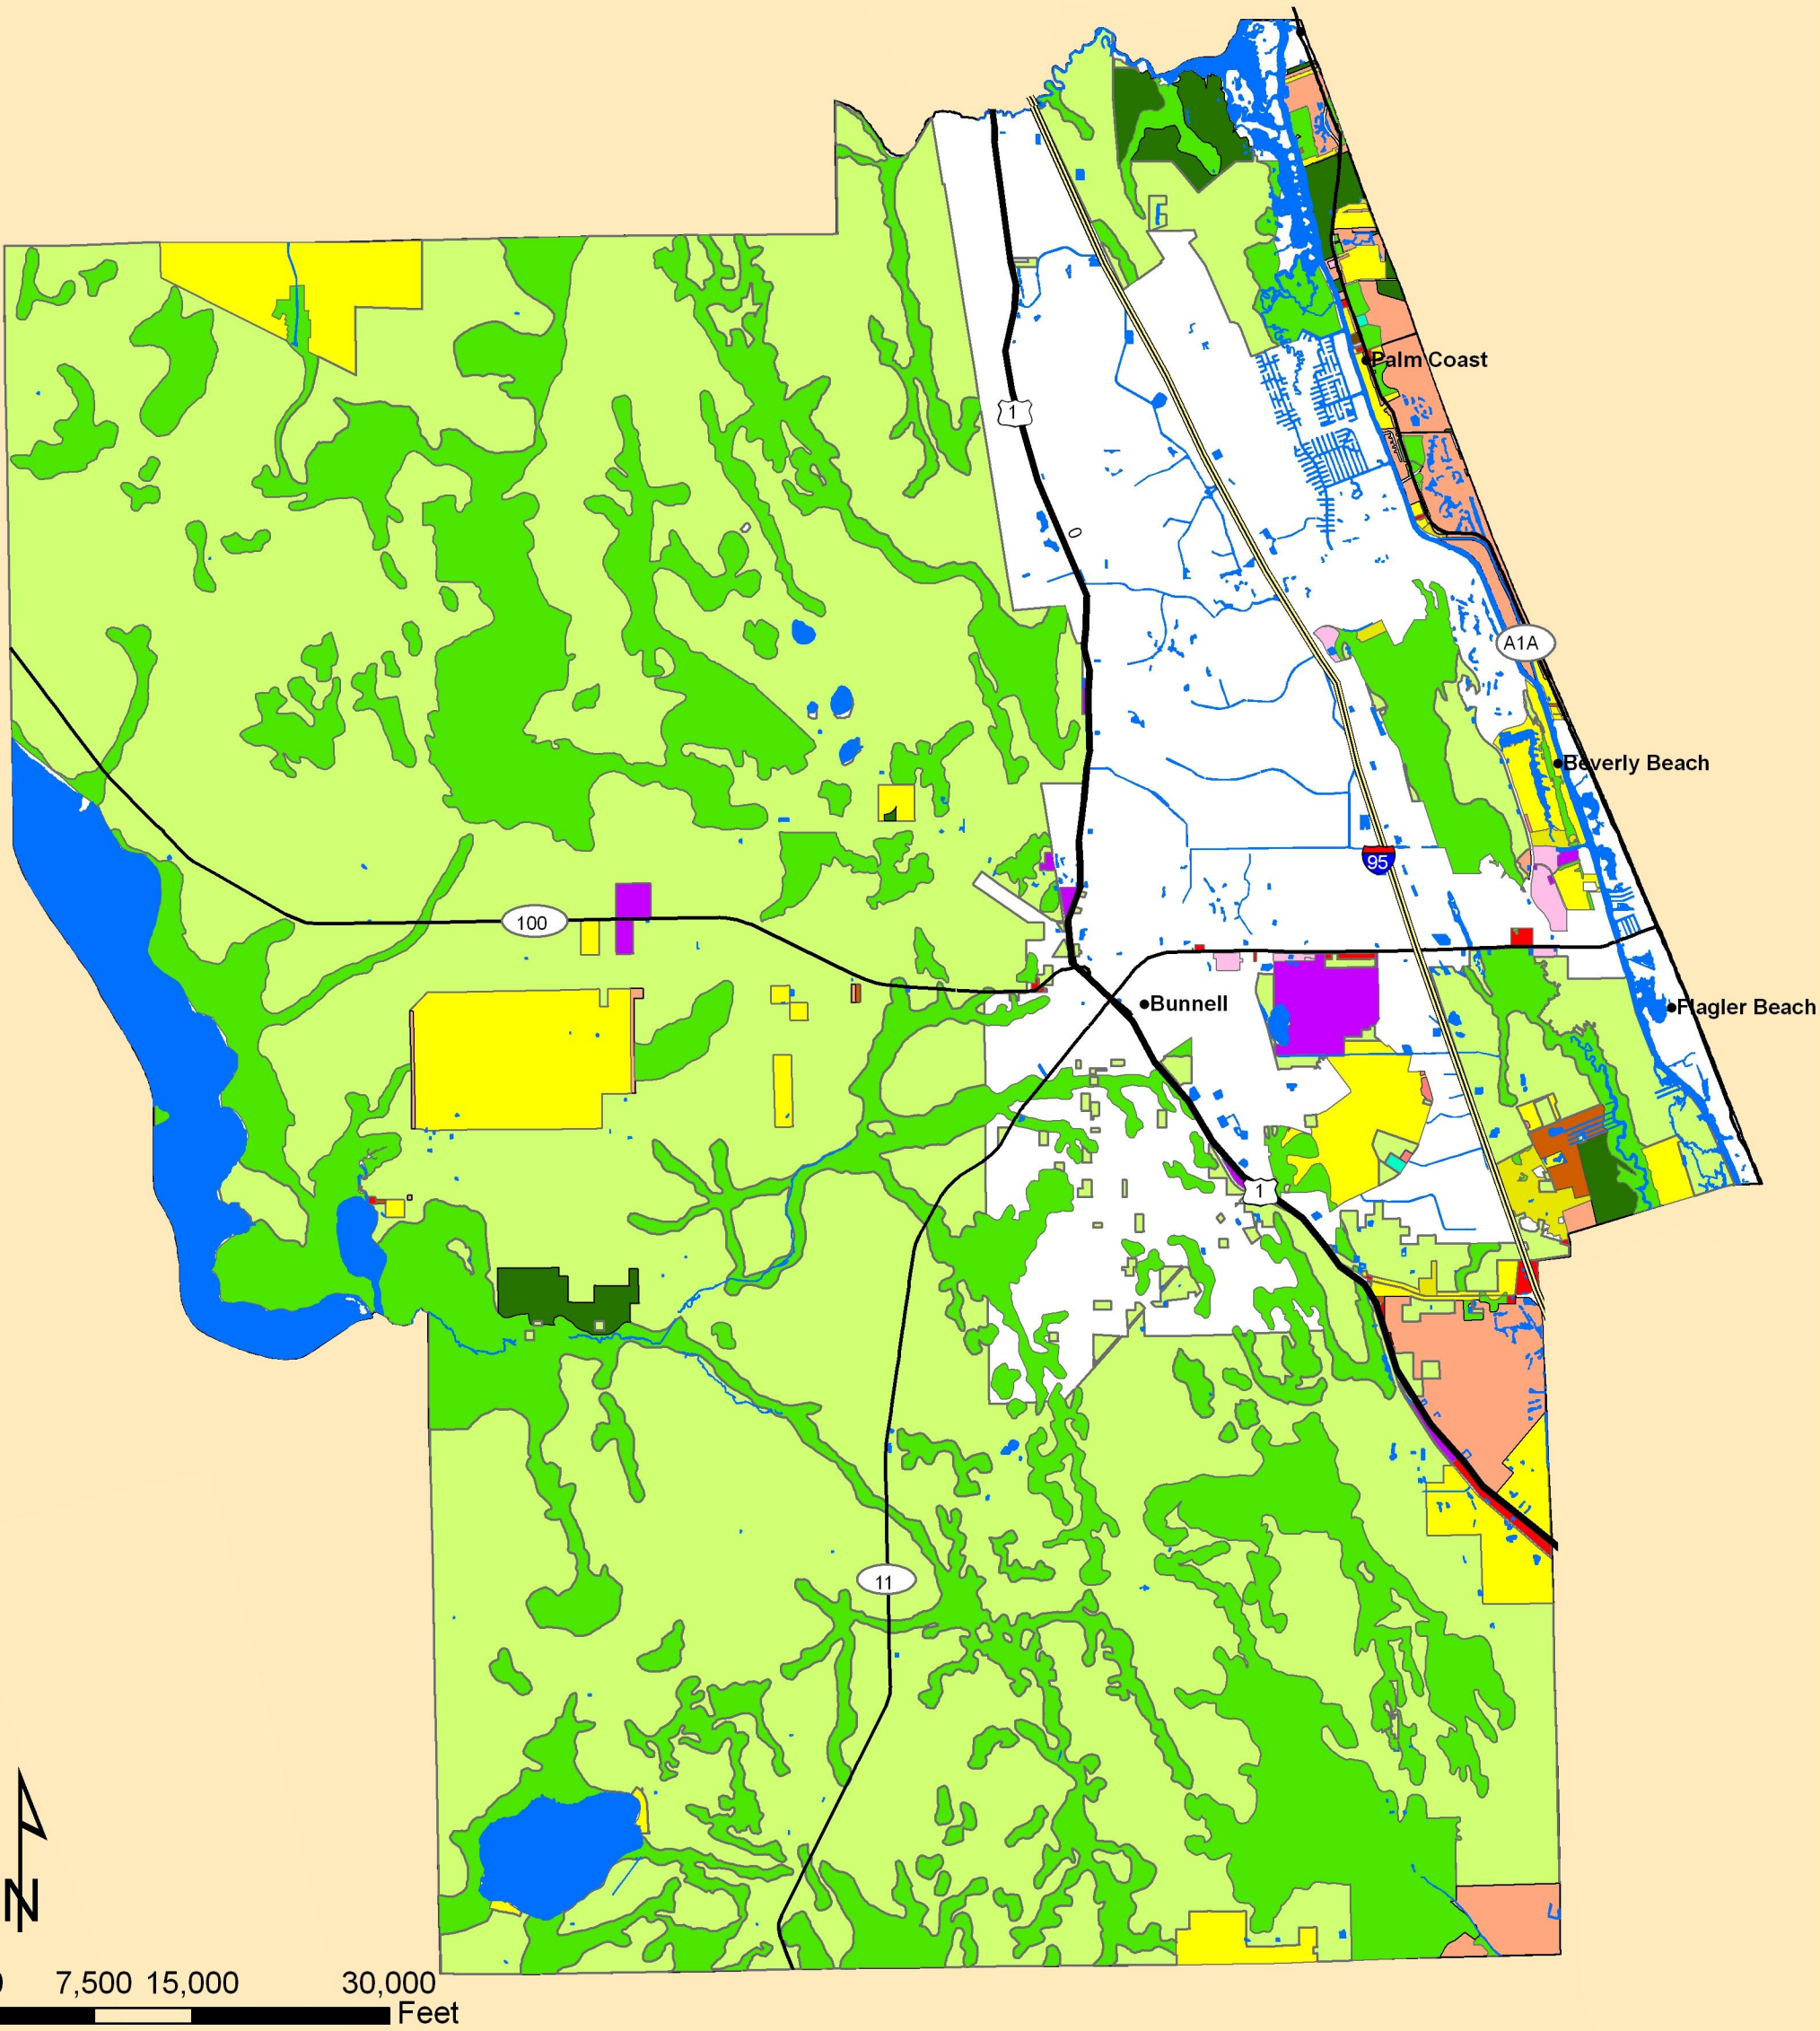 1
Palm Coast
A1A
Beverly Beach
95
100
Bunnell
Flagler Beach
1
11
N
0 7,500 15,000 30,000
Feet